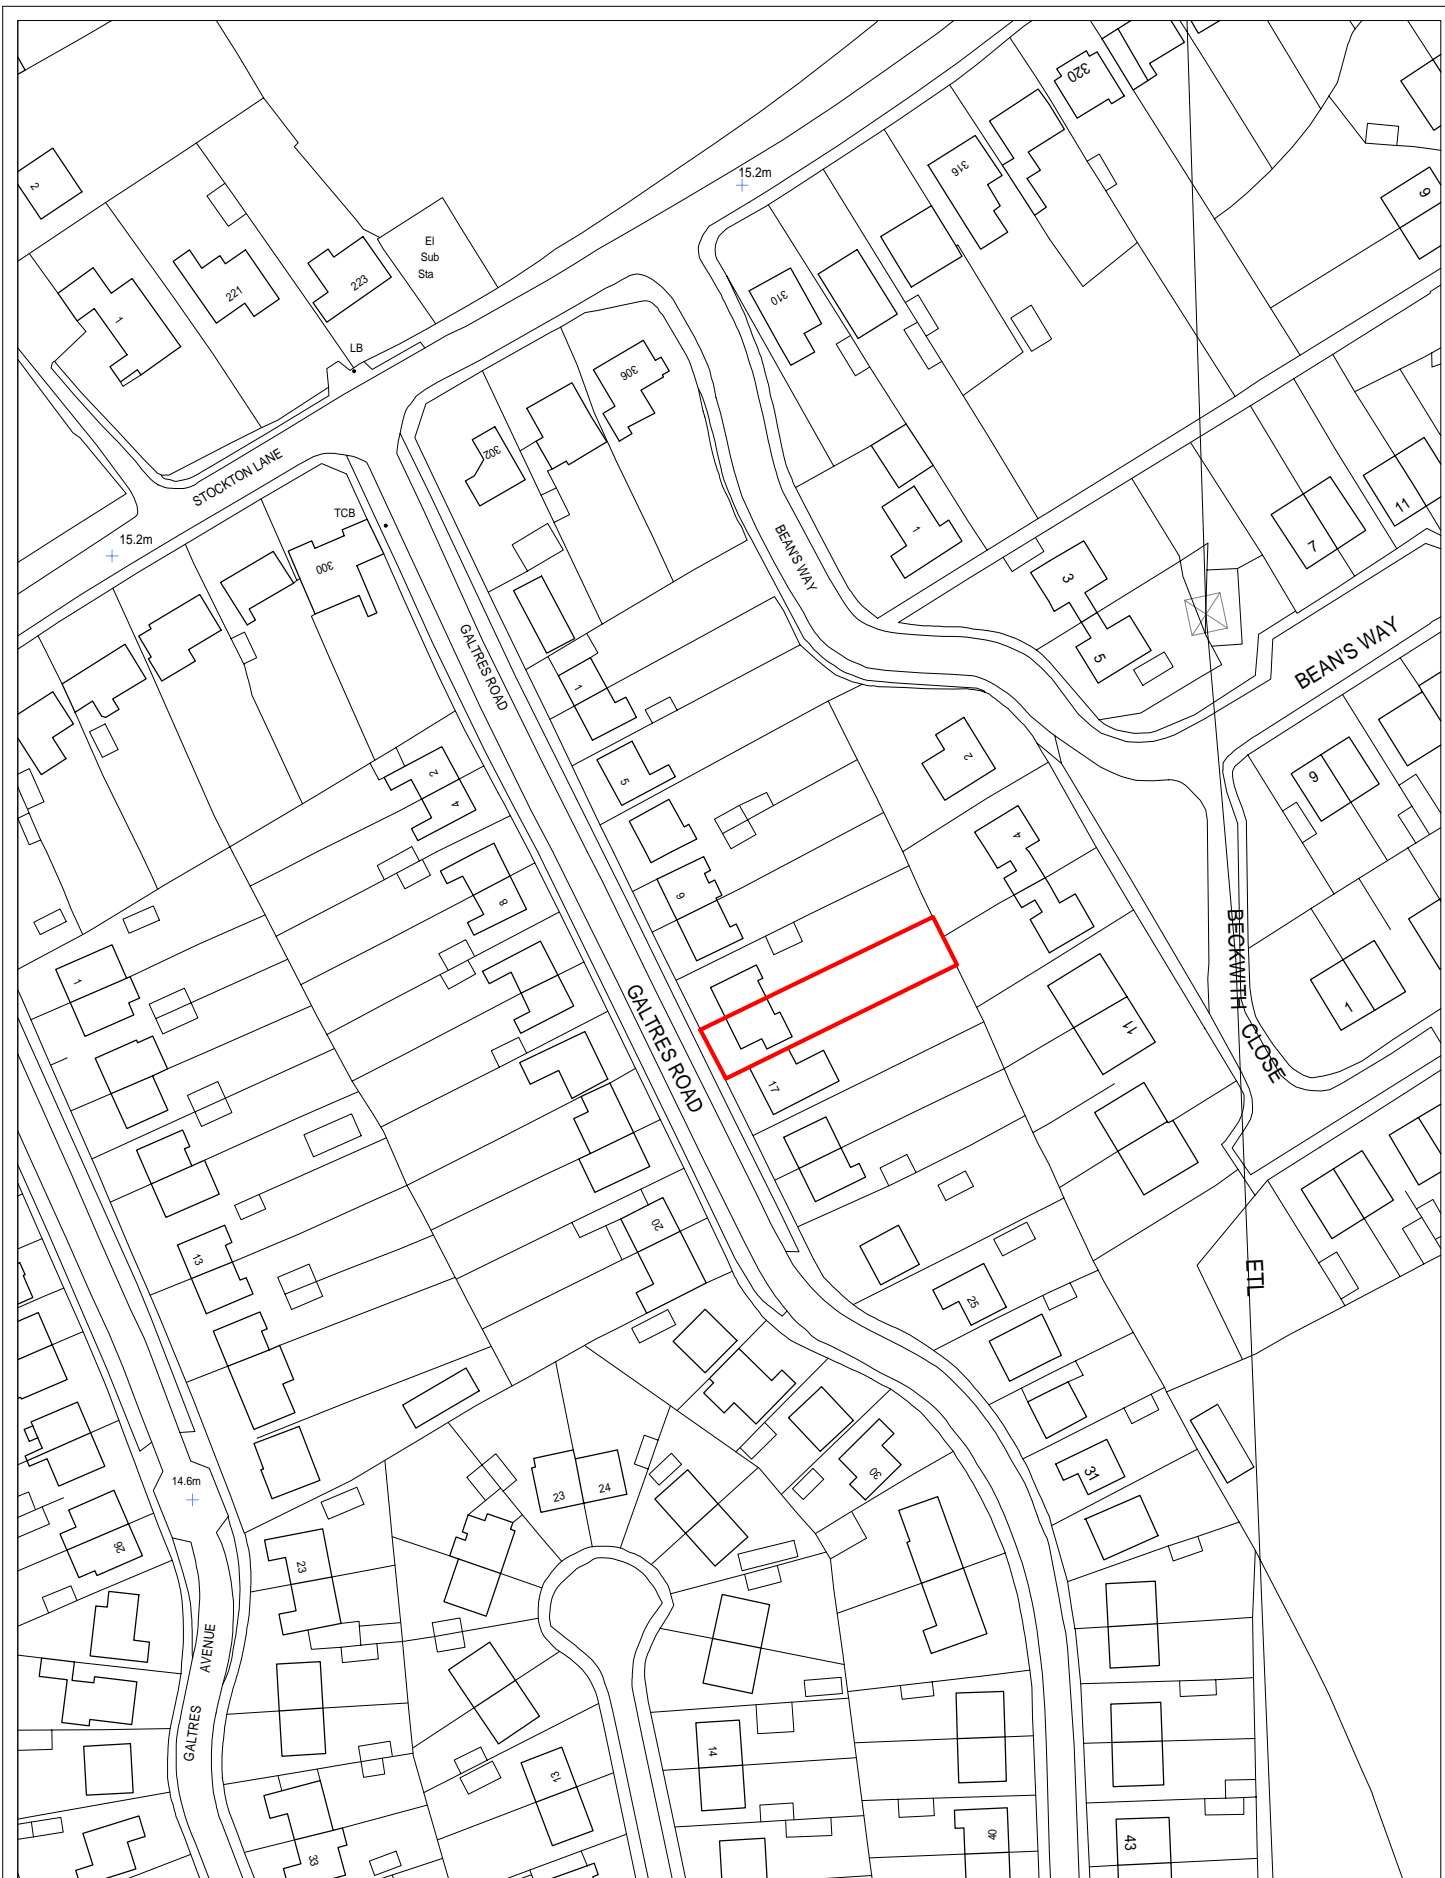 320
2
15.2m
316
9
El
Sub
Sta
221
223
310
1
LB
306
302
STOCKTON LANE
11
TCB
15.2m
300
1
7
BEAN'S WAY
3
5
GALTRES ROAD
BEAN'S WAY
1
2
5
2
4
9
4
9
8
BECKWITH CLOSE
1
1
GALTRES ROAD
11
17
20
13
ETL
25
31
30
23
24
14.6m
26
23
GALTRES AVENUE
14
13
40
43
33